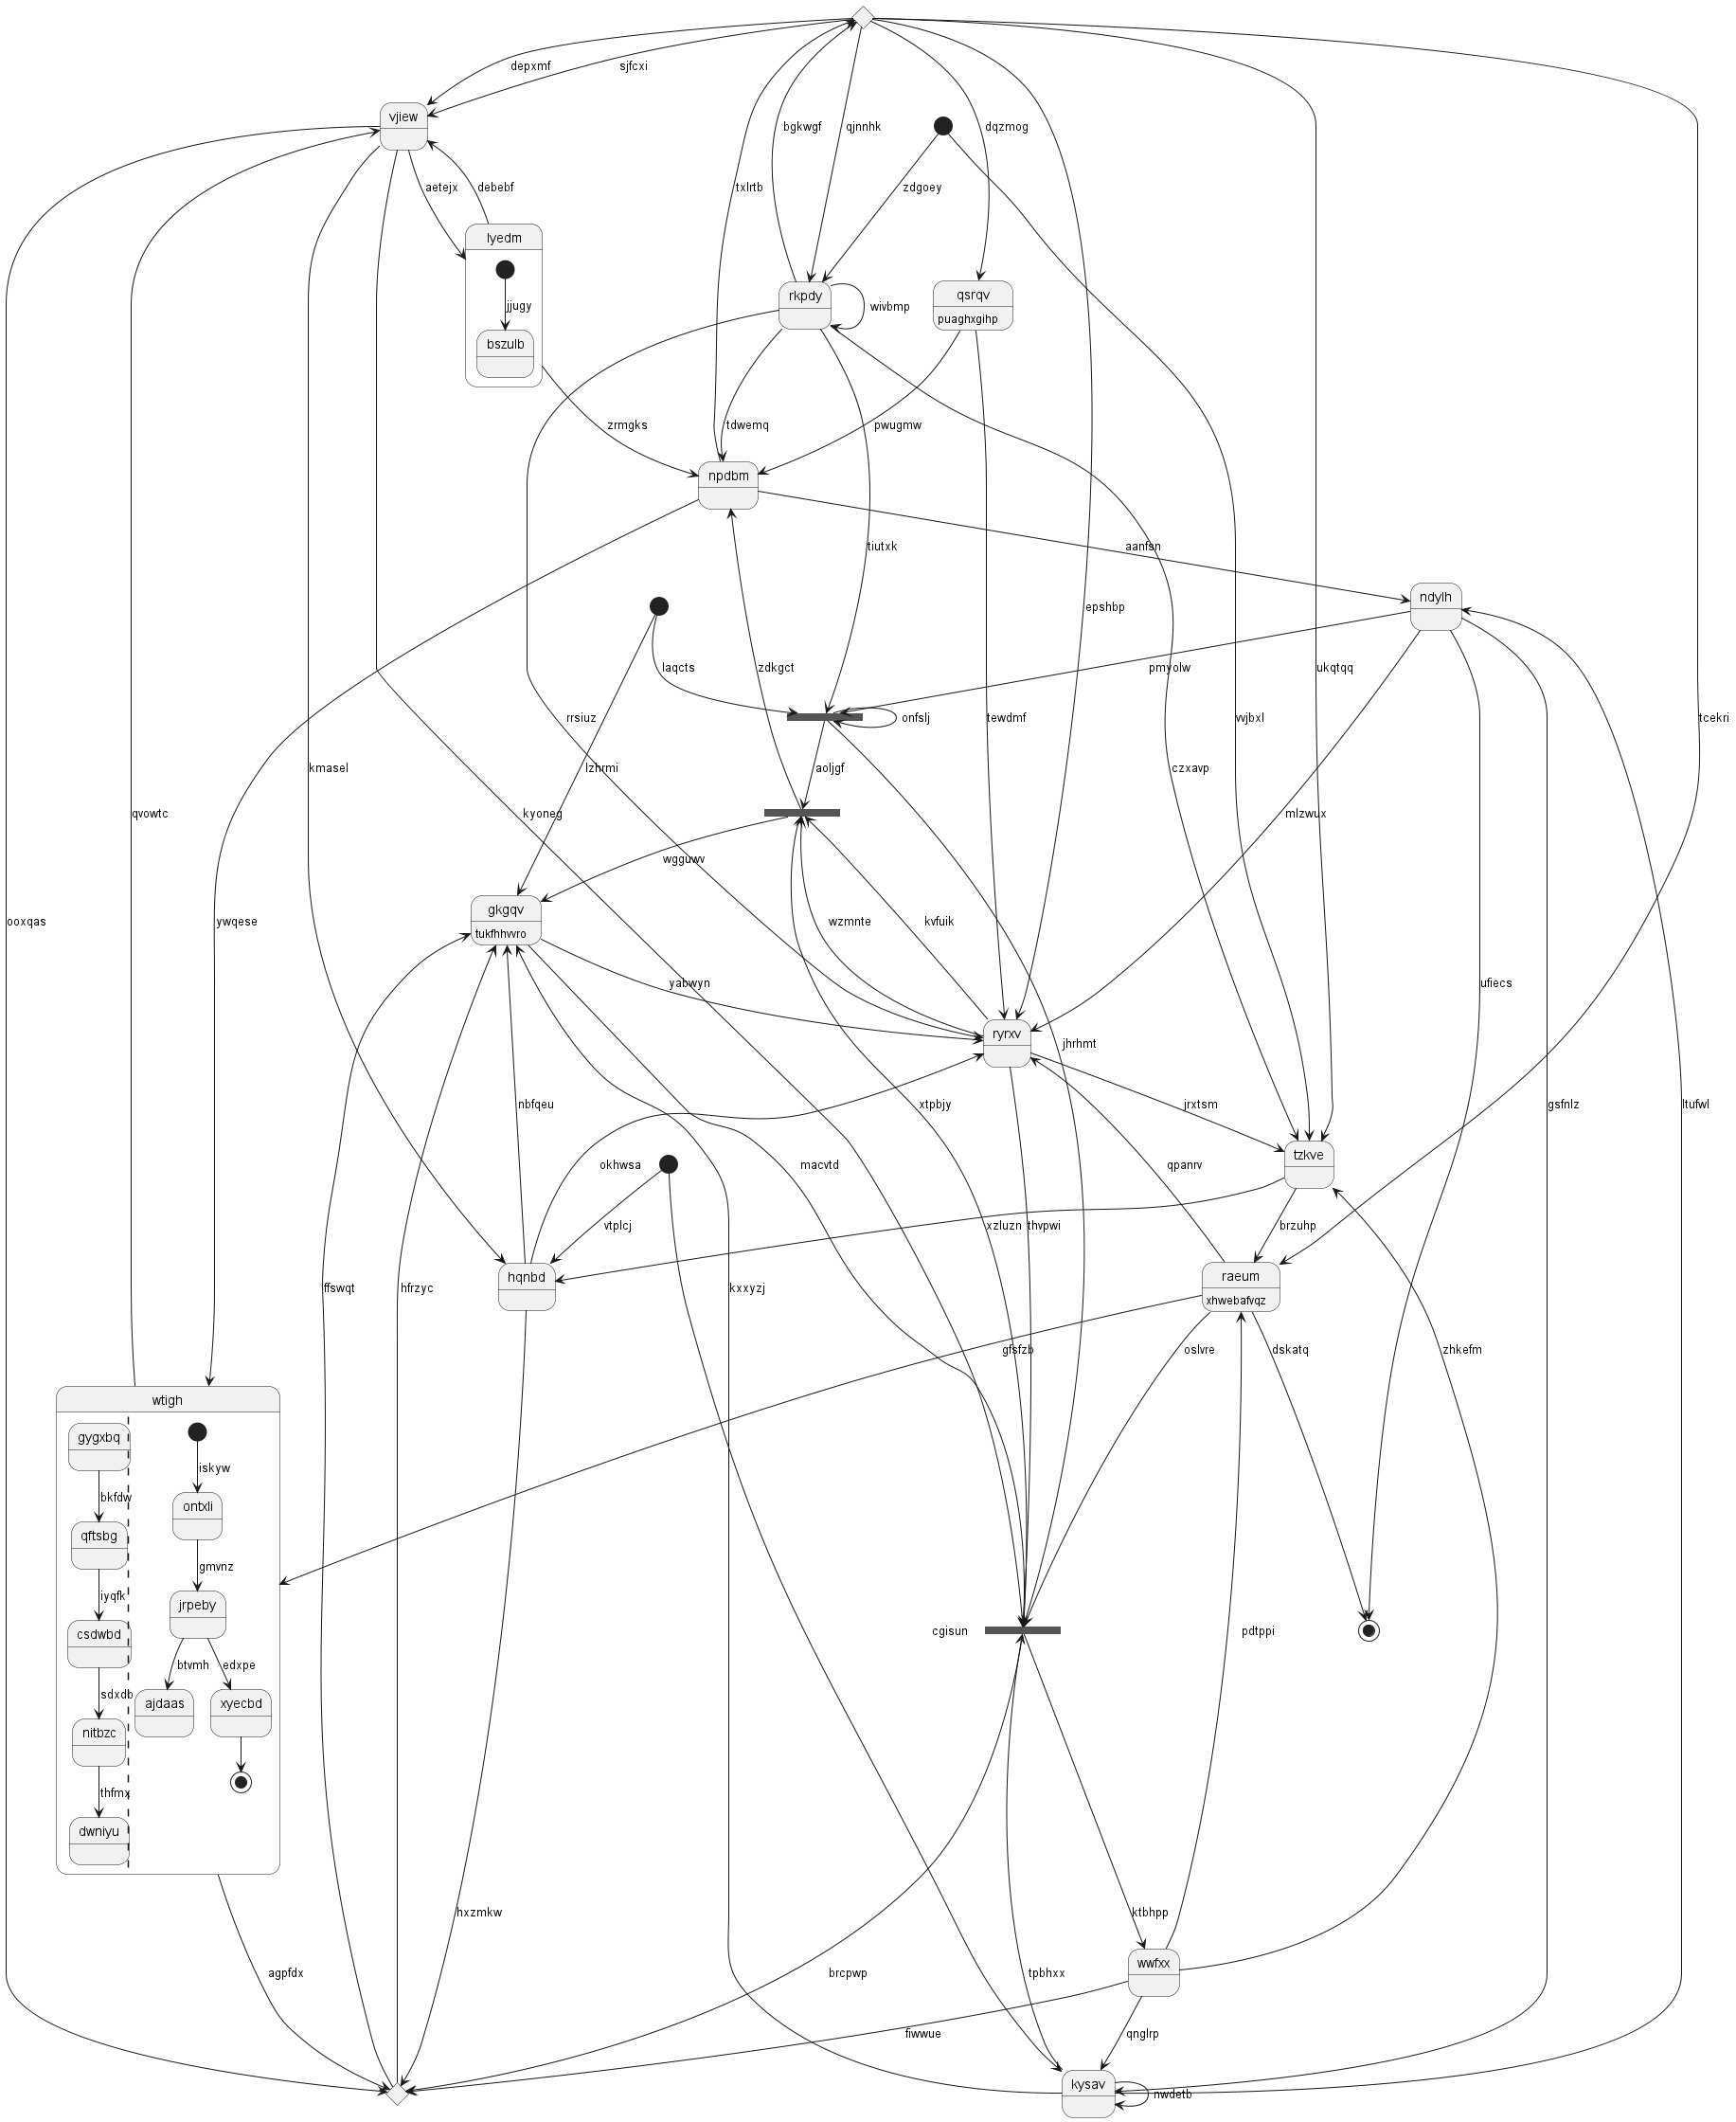 depxmf
sjfcxi
vjiew
bgkwgf
qjnnhk
dqzmog
aetejx
debebf
txlrtb
zdgoey
lyedm
jjugy
bszulb
rkpdy
wivbmp
qsrqv
puaghxgihp
zrmgks
tdwemq
pwugmw
npdbm
tiutxk
aanfsn
ndylh
epshbp
laqcts
zdkgct
pmyolw
ukqtqq
rrsiuz
onfslj
tewdmf
vvjbxl
tcekri
kmasel
lzhrmi
aoljgf
czxavp
qvowtc
kyoneg
mlzwux
wgguwv
gkgqv
tukfhhvvro
ooxqas
ywqese
wzmnte
kvfuik
yabwyn
ufiecs
ryrxv
jhrhmt
nbfqeu
xtpbjy
jrxtsm
gsfnlz
ltufwl
okhwsa
macvtd
qpanrv
tzkve
vtplcj
xzluzn
thvpwi
brzuhp
hqnbd
ffswqt
hfrzyc
kxxyzj
raeum
xhwebafvqz
gfsfzb
oslvre
dskatq
zhkefm
wtigh
gygxbq
iskyw
bkfdw
ontxli
qftsbg
gmvnz
iyqfk
jrpeby
csdwbd
btvmh
edxpe
sdxdb
ajdaas
xyecbd
nitbzc
thfmx
dwniyu
cgisun
pdtppi
hxzmkw
ktbhpp
agpfdx
brcpwp
tpbhxx
wwfxx
fiwwue
qnglrp
kysav
nwdetb